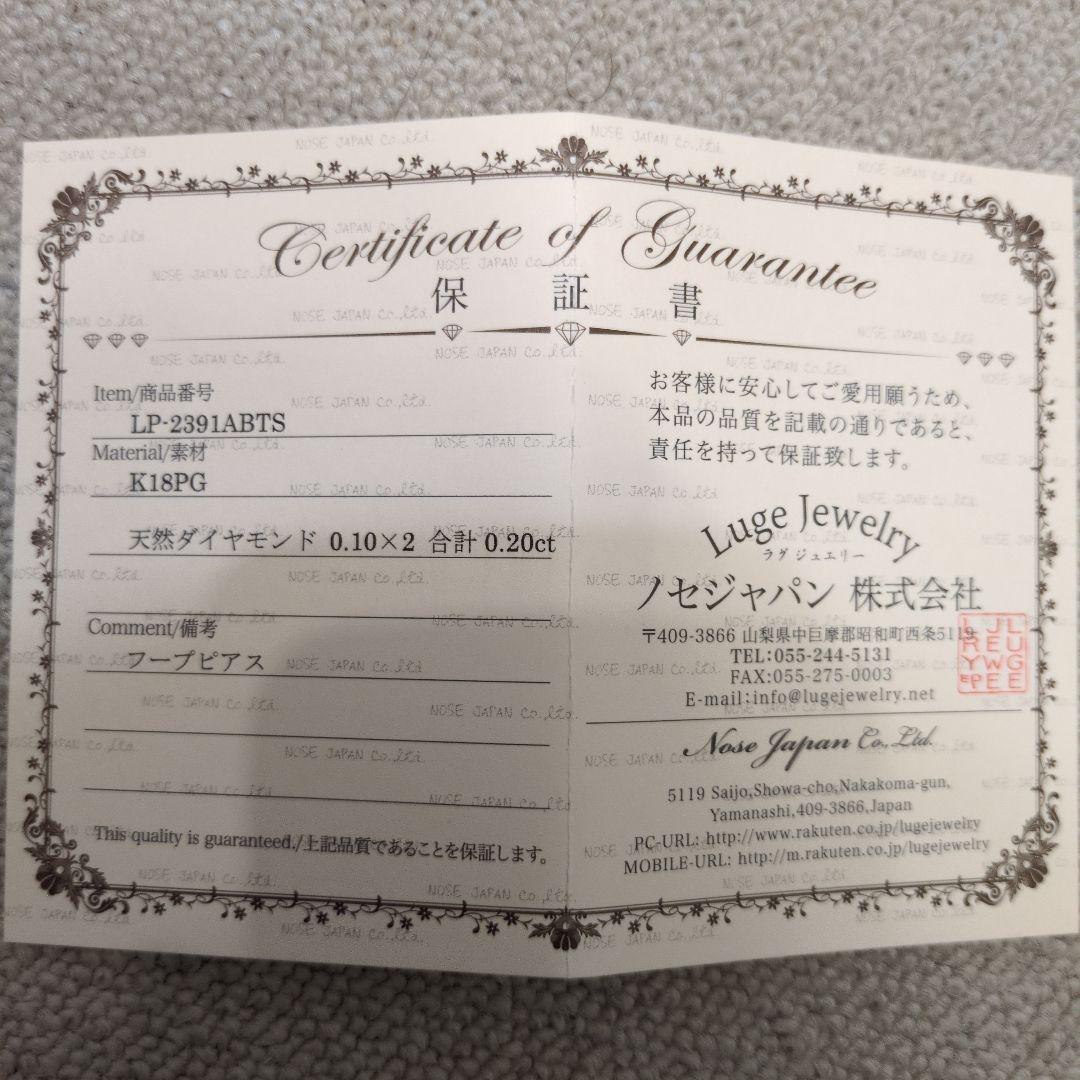 Certificate of Guarantee
保証書
Item/商品番号
LP-2391ABTS
Material/素材
K18PG
天然ダイヤモンド 0.10×2 合計 0.20ct
Comment/備考
フープピアス
This quality is guaranteed./上記品質であることを保証します。
お客様に安心してご愛用願うため、
本品の品質を記載の通りであると、
責任を持って保証致します。
Luge Jewelry
ラグ ジュエリー
ノセジャパン 株式会社
〒409-3866 山梨県中巨摩郡昭和町西条5119
TEL:055-244-5131
FAX:055-275-0003
E-mail:info@lugejewelry.net
Nose Japan Co., Ltd.
5119 Saijo,Showa-cho,Nakakoma-gun,
Yamanashi,409-3866,Japan
PC-URL: http://www.rakuten.co.jp/lugejewelry
MOBILE-URL: http://m.rakuten.co.jp/lugejewelry
NOSE JAPAN Co.,Ltd.